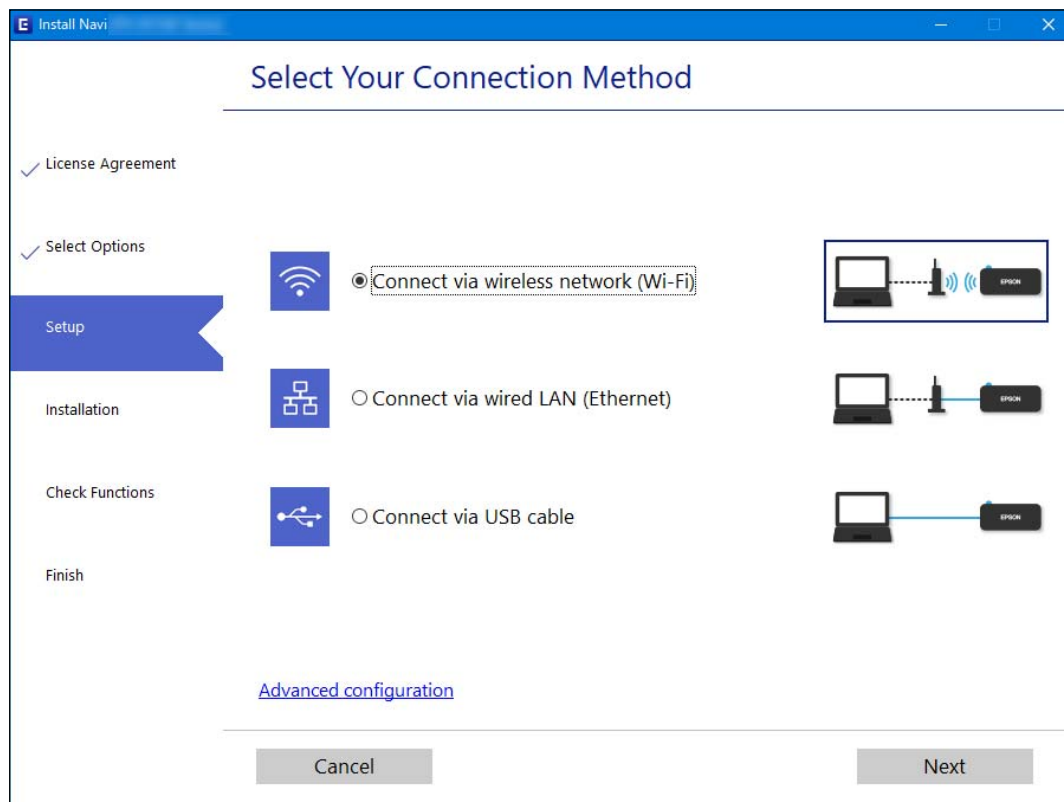 Install Navi
Select Your Connection Method
License Agreement
Select Options
Setup
Installation
Check Functions
Finish
Connect via wireless network (Wi-Fi)
EPSON
Connect via wired LAN (Ethernet)
EPSON
Connect via USB cable
EPSON
Advanced configuration
Cancel
Next